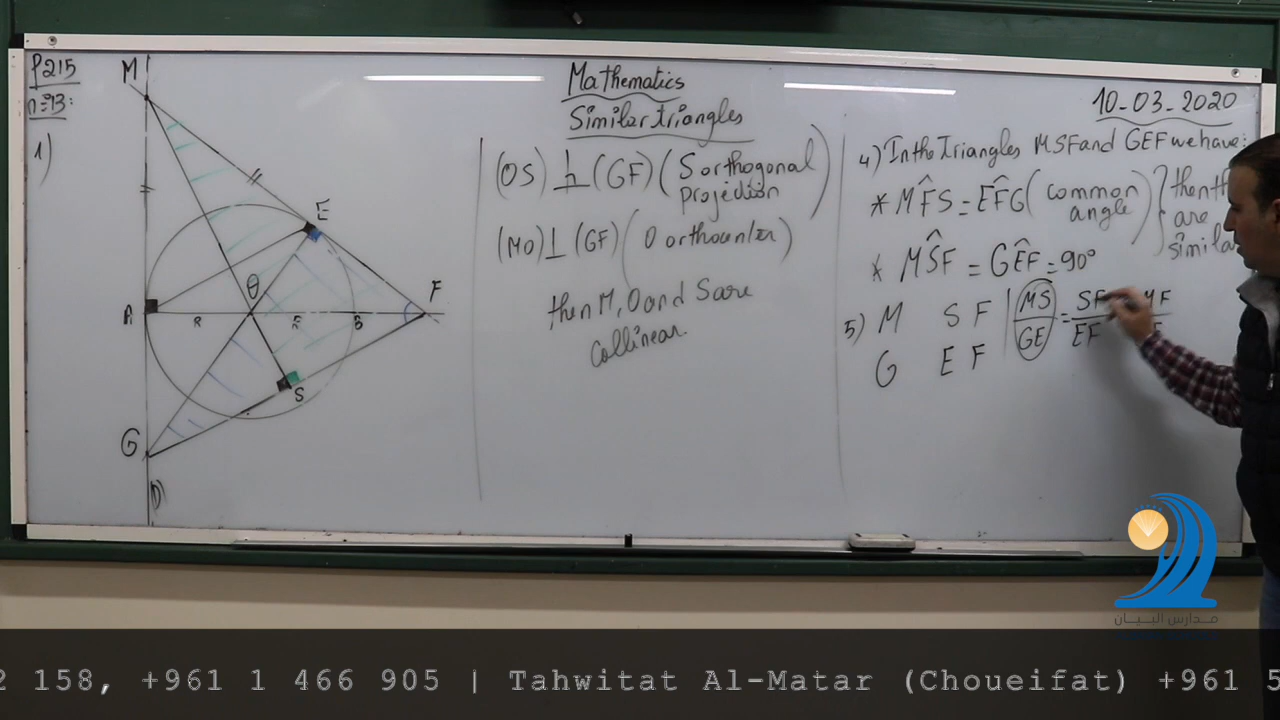 P215
n=13:
1)
M
E
F
O
A
R
R
B
S
G
(D)
Mathematics
Similar triangles
(OS) ⊥ (GF) (S orthogonal
projection)
(MO) ⊥ (GF) (O orthocenter)
then M, O and S are
collinear.
10-03-2020
4) In the triangles MSF and GEF we have:
* MF̂S = EF̂G (common
angle)
then th
are
simila
* MŜF = GÊF = 90°
5) M S F
G E F
MS/GE = SF/EF MF
مدارس البيان
2 158, +961 1 466 905 | Tahwitat Al-Matar (Choueifat) +961 5